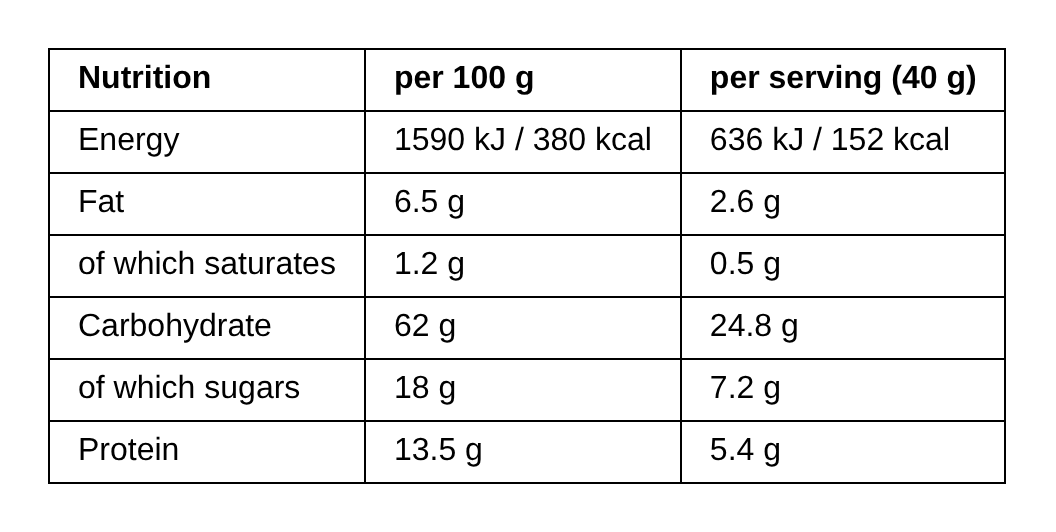 Nutrition per 100 g per serving (40 g)
Energy 1590 kJ / 380 kcal 636 kJ / 152 kcal
Fat 6.5 g 2.6 g
of which saturates 1.2 g 0.5 g
Carbohydrate 62 g 24.8 g
of which sugars 18 g 7.2 g
Protein 13.5 g 5.4 g